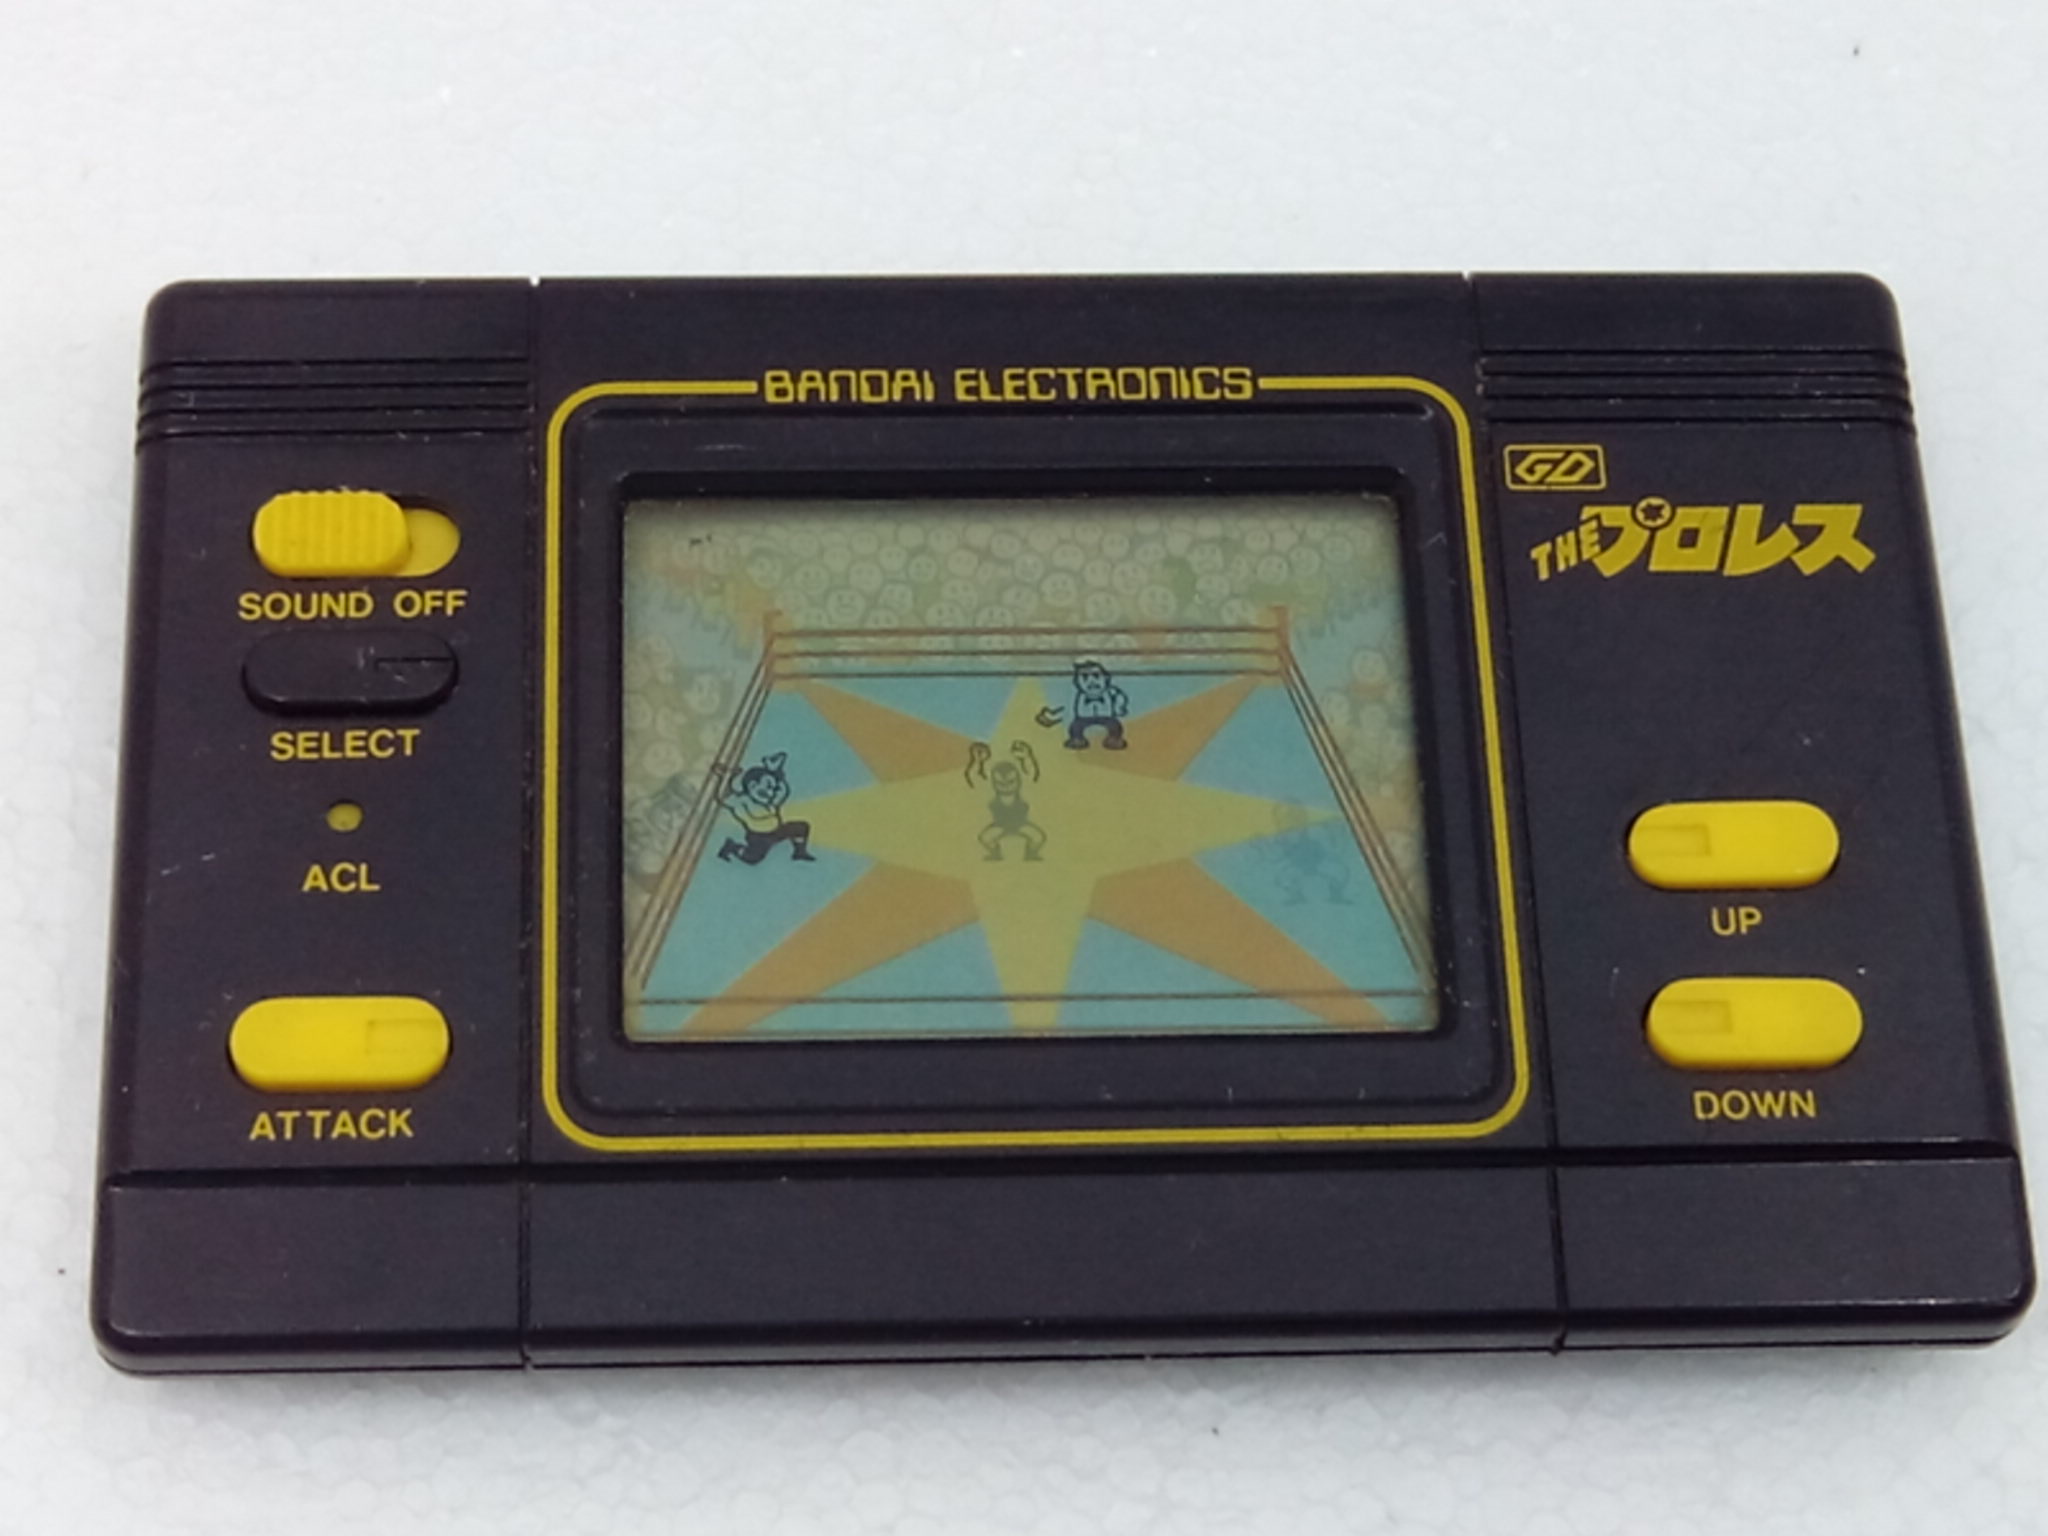 BANDAI ELECTRONICS
GD
THEプロレス
SOUND OFF
SELECT
ACL
ATTACK
UP
DOWN